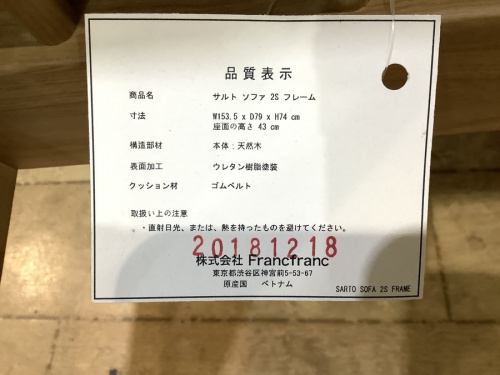 品質表示
商品名 サルト ソファ 2S フレーム
寸法 W153.5 x D79 x H74 cm
座面の高さ 43 cm
構造部材 本体:天然木
表面加工 ウレタン樹脂塗装
クッション材 ゴムベルト
取扱い上の注意
・直射日光、または、熱を持ったものを避けてください。
20181218
株式会社 Francfranc
東京都渋谷区神宮前5-53-67
原産国 ベトナム
SARTO SOFA 2S FRAME